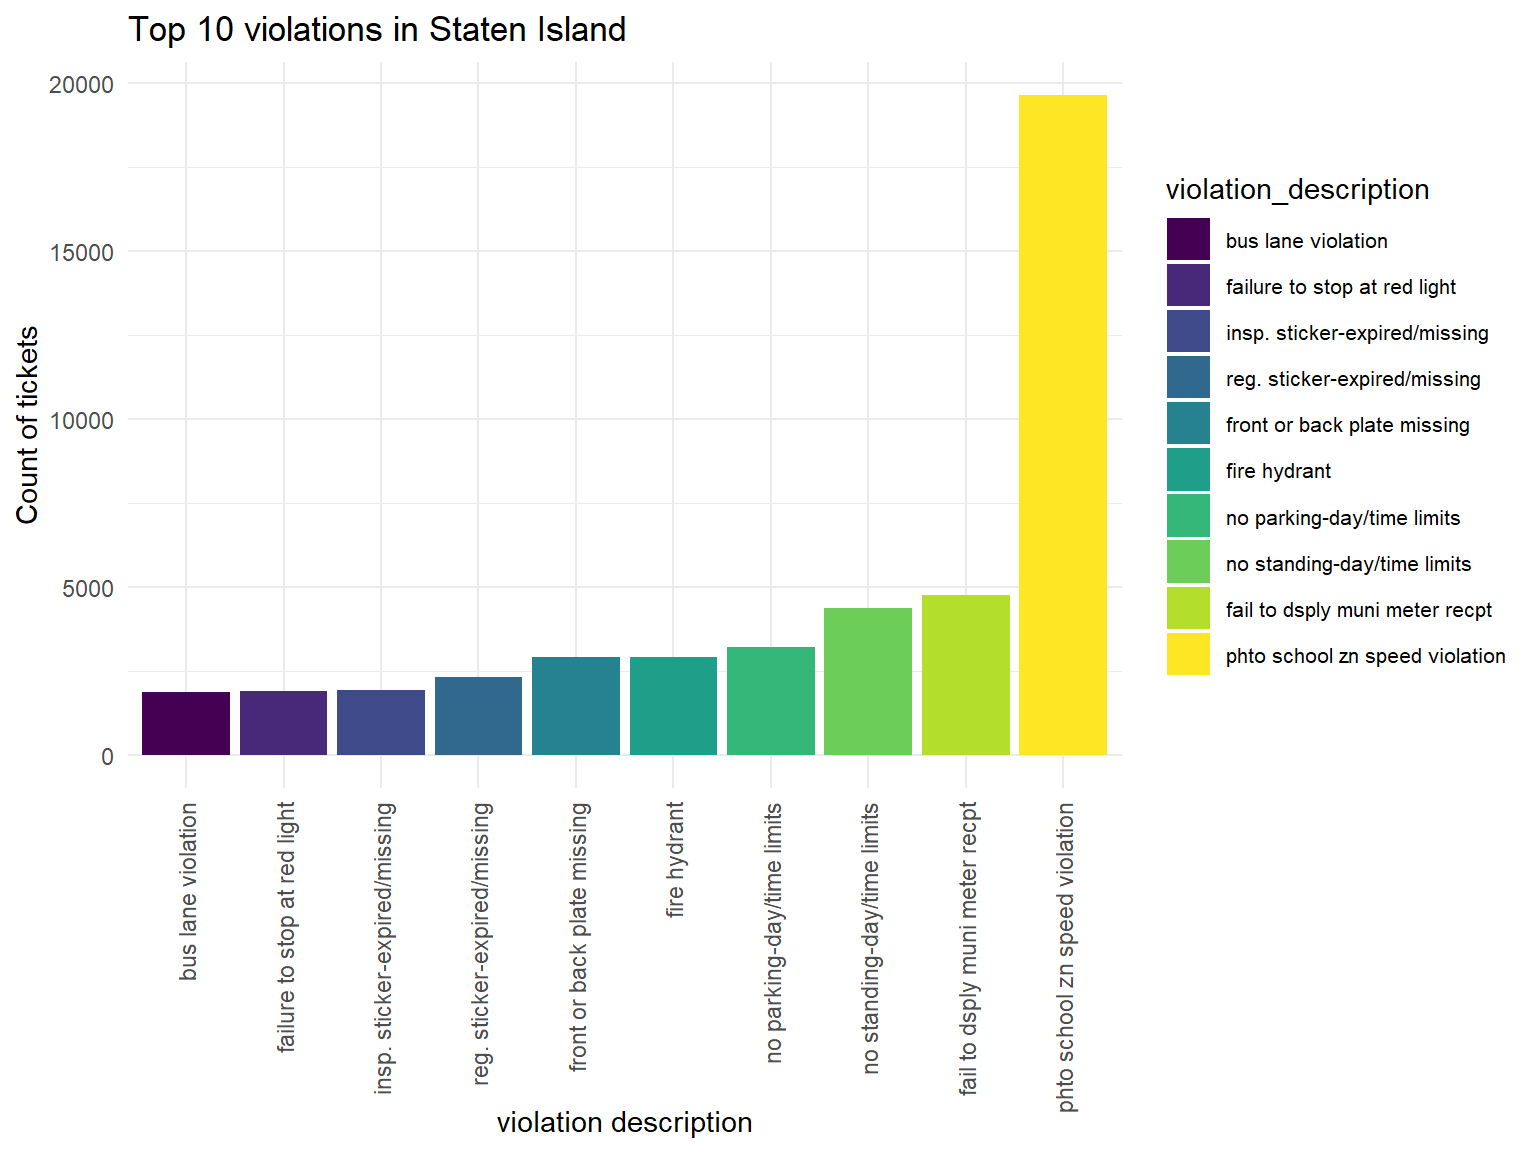 Top 10 violations in Staten Island
20000
15000
10000
5000
0
Count of tickets
bus lane violation
failure to stop at red light
insp. sticker-expired/missing
reg. sticker-expired/missing
front or back plate missing
fire hydrant
no parking-day/time limits
no standing-day/time limits
fail to dsply muni meter recpt
phto school zn speed violation
violation description
violation_description
bus lane violation
failure to stop at red light
insp. sticker-expired/missing
reg. sticker-expired/missing
front or back plate missing
fire hydrant
no parking-day/time limits
no standing-day/time limits
fail to dsply muni meter recpt
phto school zn speed violation